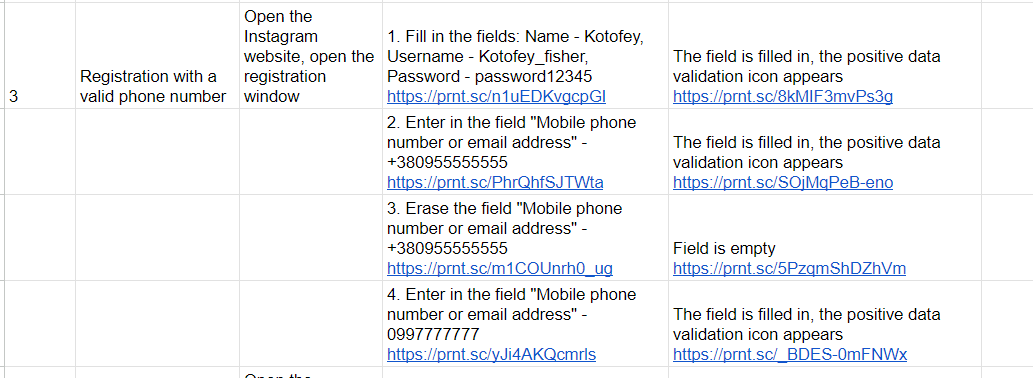 3
Registration with a
valid phone number
Open the
Instagram
website, open the
registration
window
1. Fill in the fields: Name - Kotofey,
Username - Kotofey_fisher,
Password - password12345
https://prnt.sc/n1uEDKvgcpGI
The field is filled in, the positive data
validation icon appears
https://prnt.sc/8kMIF3mvPs3g
2. Enter in the field "Mobile phone
number or email address" -
+380955555555
https://prnt.sc/PhrQhfSJTWta
The field is filled in, the positive data
validation icon appears
https://prnt.sc/SOjMqPeB-eno
3. Erase the field "Mobile phone
number or email address" -
+380955555555
https://prnt.sc/m1COUnrh0_ug
Field is empty
https://prnt.sc/5PzqmShDZhVm
4. Enter in the field "Mobile phone
number or email address" -
0997777777
https://prnt.sc/yJi4AKQcmrls
The field is filled in, the positive data
validation icon appears
https://prnt.sc/_BDES-0mFNWx
Open the